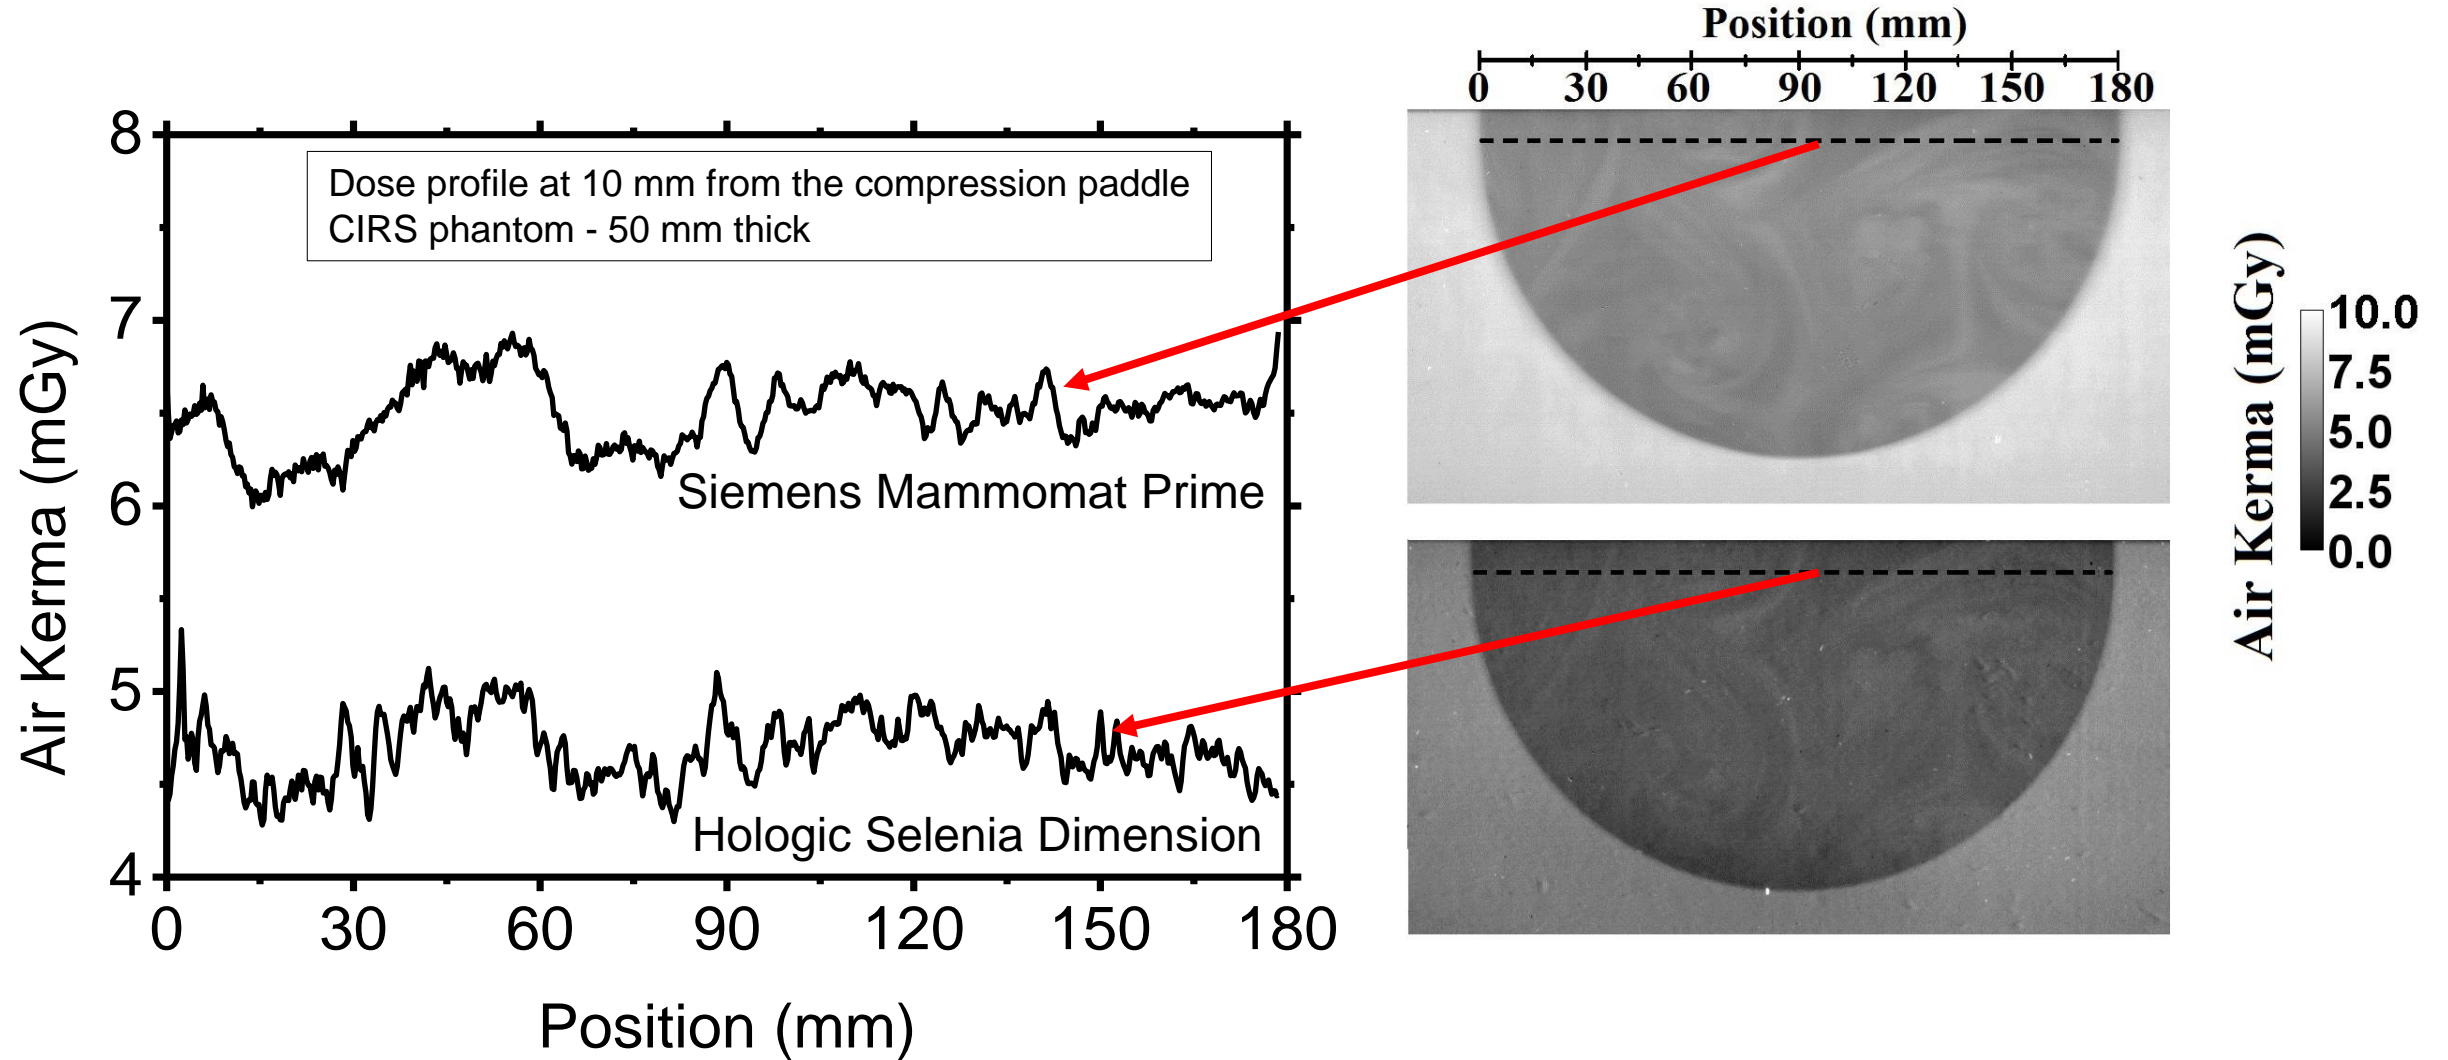 8
7
6
5
4
Air Kerma (mGy)
Dose profile at 10 mm from the compression paddle
CIRS phantom - 50 mm thick
Siemens Mammomat Prime
Hologic Selenia Dimension
0 30 60 90 120 150 180
Position (mm)
Position (mm)
0 30 60 90 120 150 180
Air Kerma (mGy)
10.0
7.5
5.0
2.5
0.0